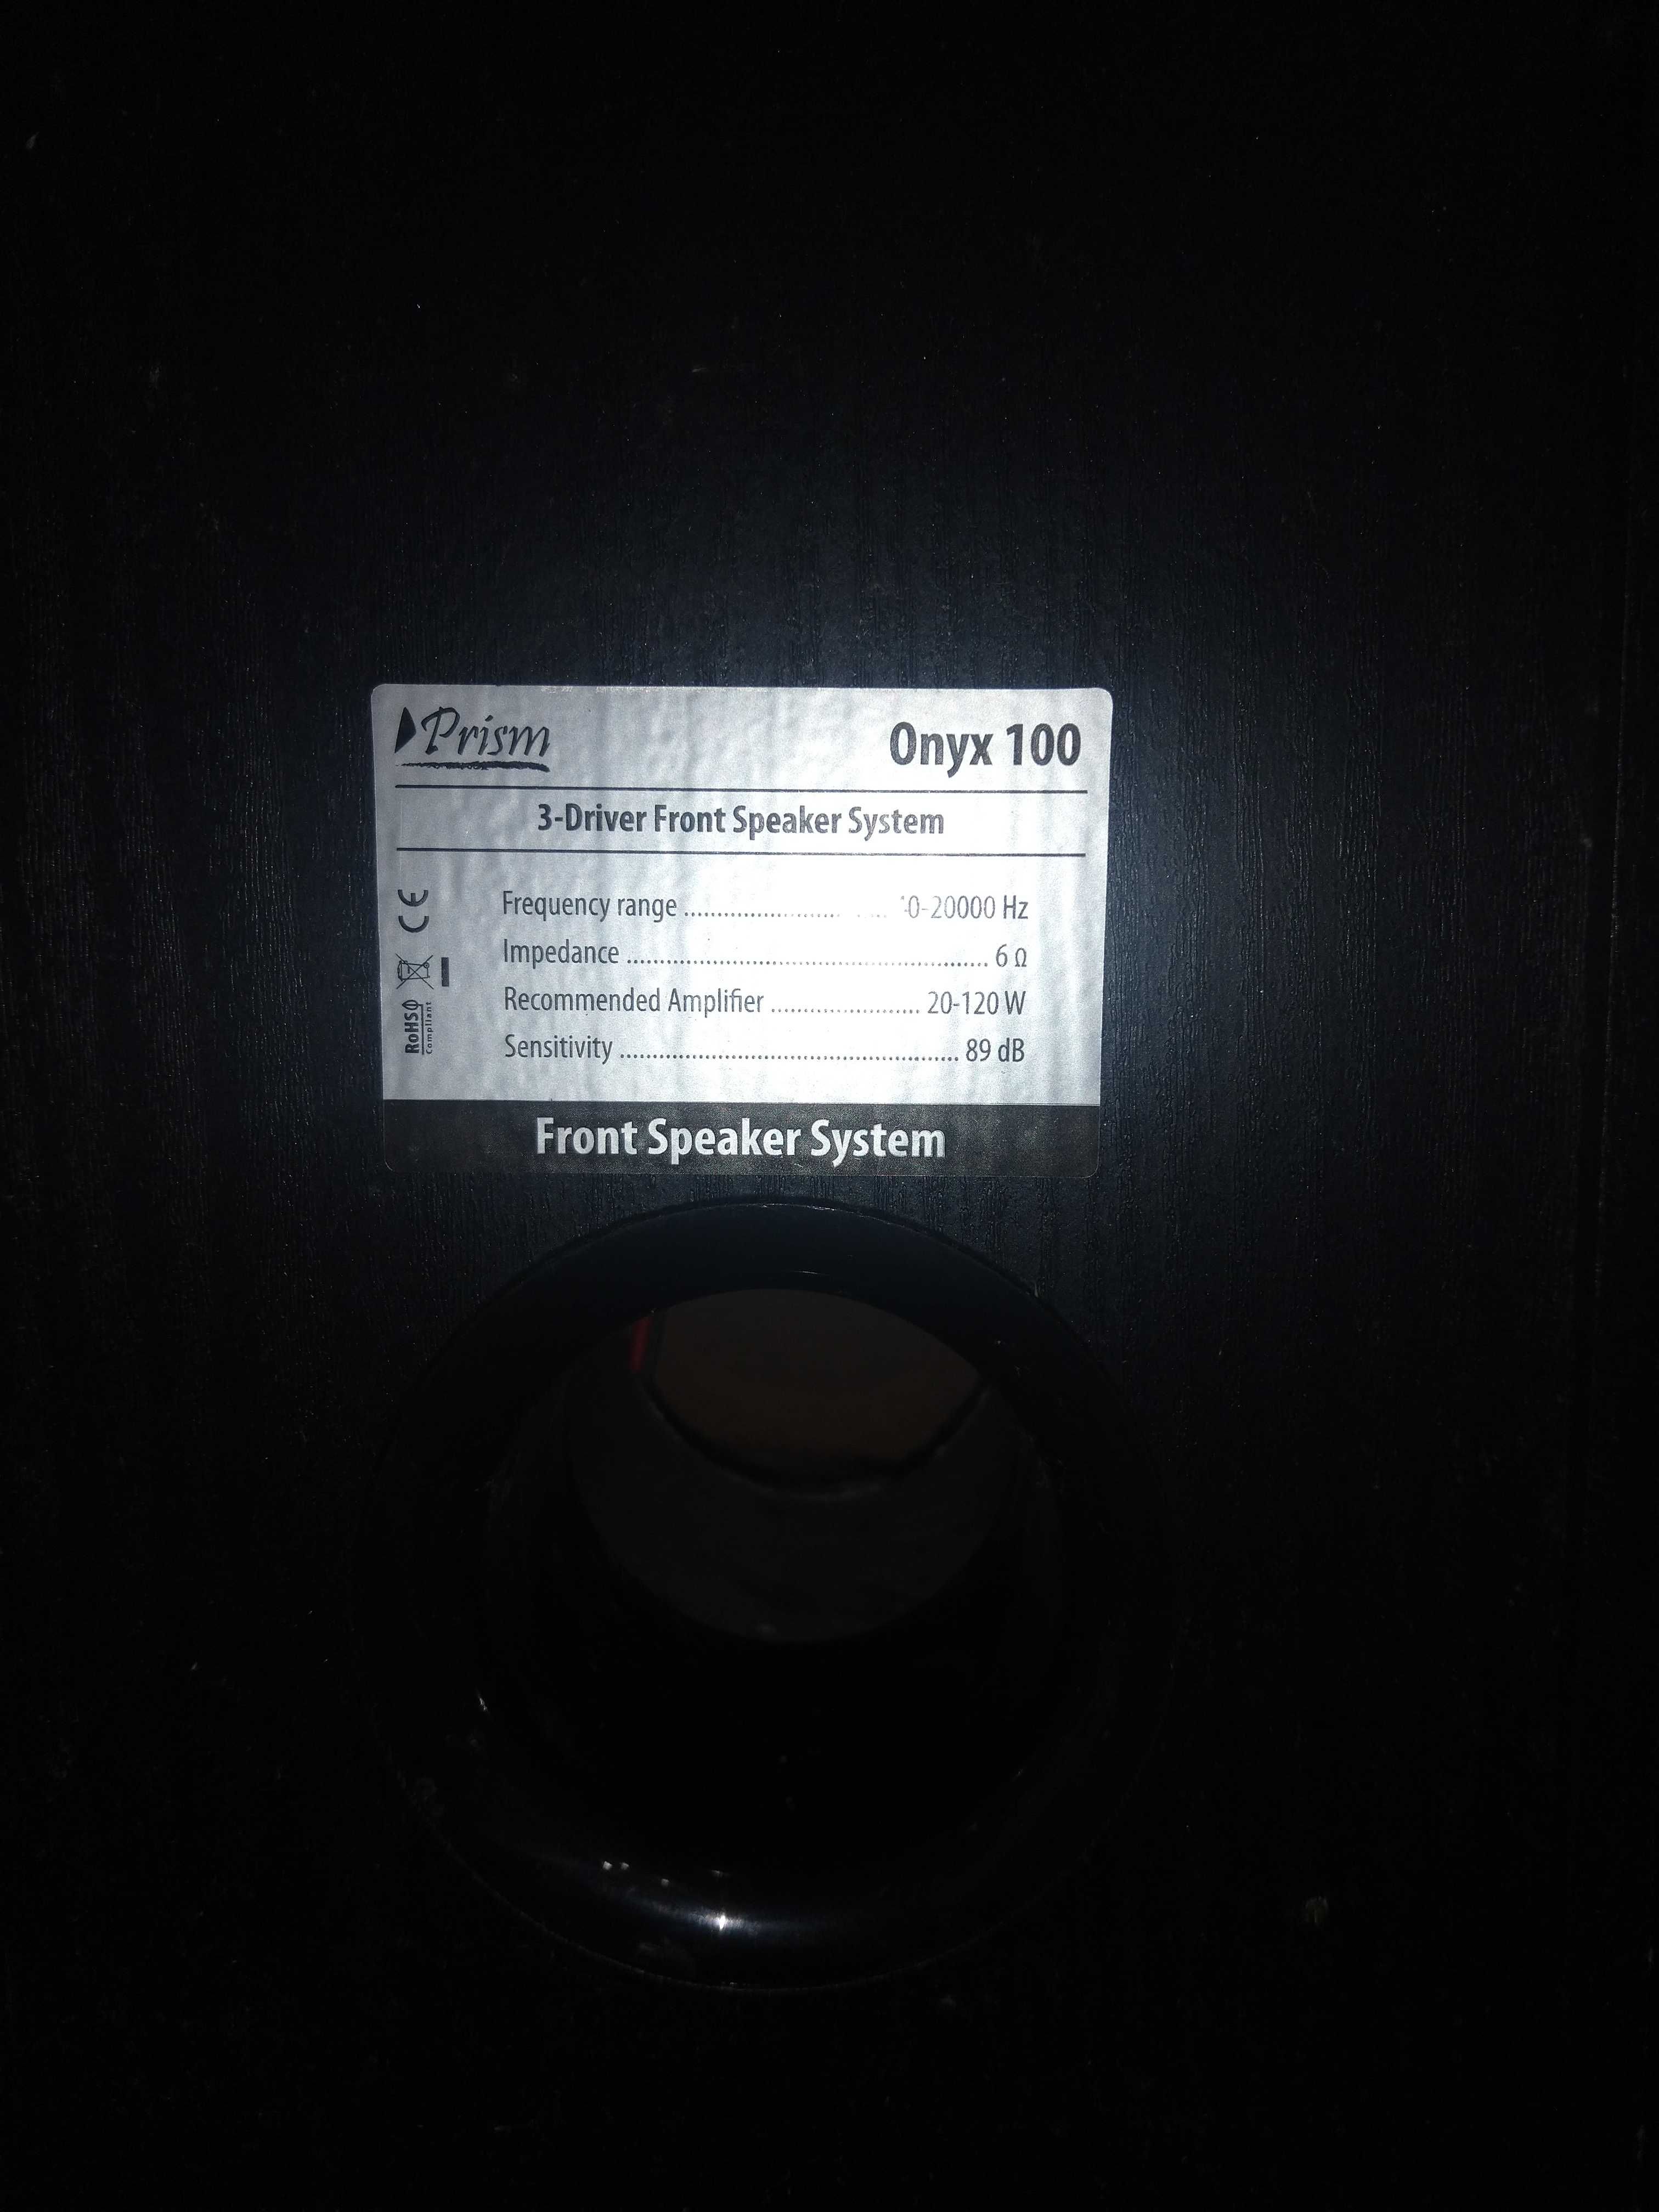 Prism
Onyx 100
3-Driver Front Speaker System
CE
RoHS
Compliant
Frequency range ........................ 0-20000 Hz
Impedance ........................................................ 6 Ω
Recommended Amplifier ....................... 20-120 W
Sensitivity .................................................... 89 dB
Front Speaker System